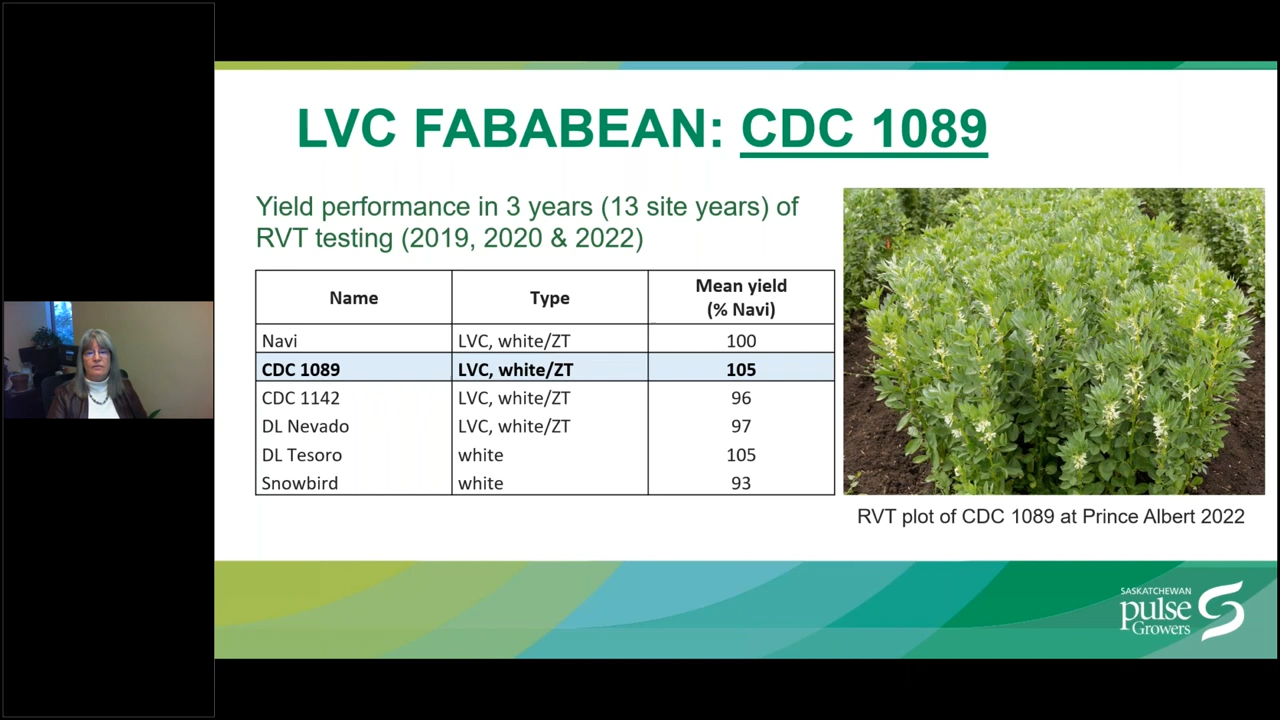 LVC FABABEAN: CDC 1089
Yield performance in 3 years (13 site years) of
RVT testing (2019, 2020 & 2022)
Name Type Mean yield
(% Navi)
Navi LVC, white/ZT 100
CDC 1089 LVC, white/ZT 105
CDC 1142 LVC, white/ZT 96
DL Nevado LVC, white/ZT 97
DL Tesoro white 105
Snowbird white 93
RVT plot of CDC 1089 at Prince Albert 2022
SASKATCHEWAN
pulse
Growers